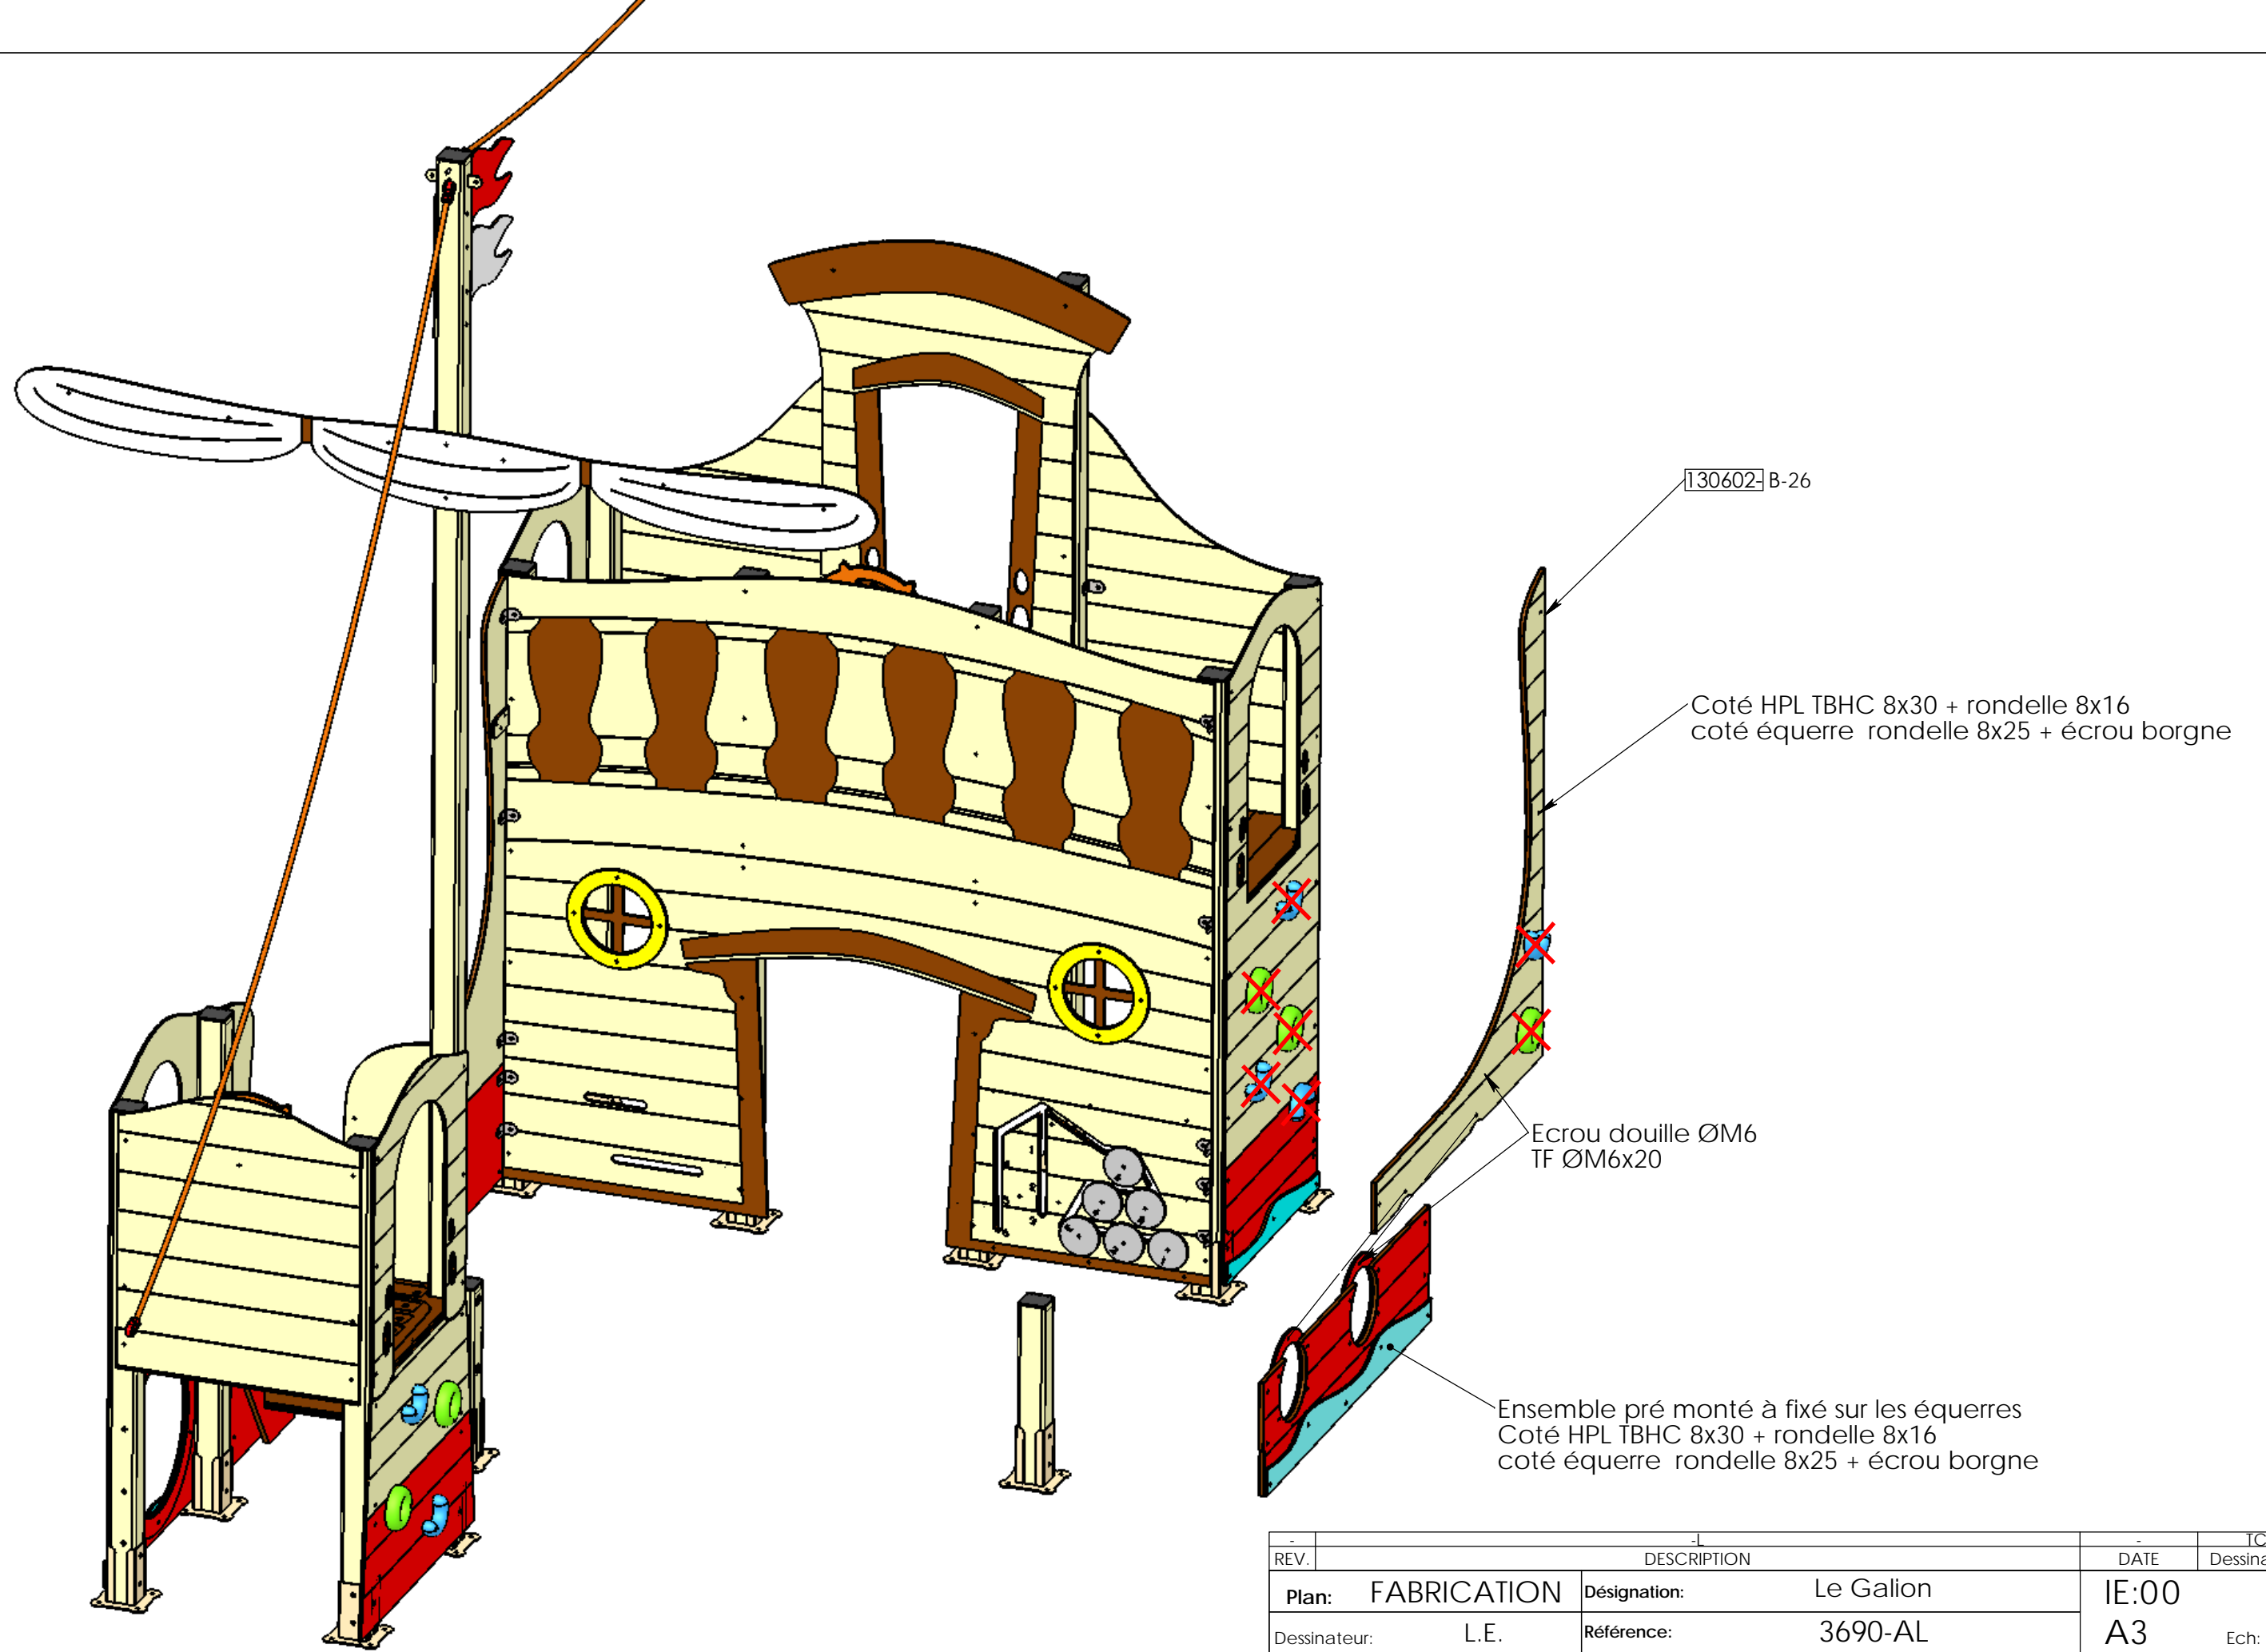 130602- B-26
Coté HPL TBHC 8x30 + rondelle 8x16
coté équerre rondelle 8x25 + écrou borgne
Ecrou douille ØM6
TF ØM6x20
Ensemble pré monté à fixé sur les équerres
Coté HPL TBHC 8x30 + rondelle 8x16
coté équerre rondelle 8x25 + écrou borgne
- -L - TC
REV. DESCRIPTION DATE Dessina
Plan: FABRICATION Désignation: Le Galion IE:00
Dessinateur: L.E. Référence: 3690-AL A3 Ech: